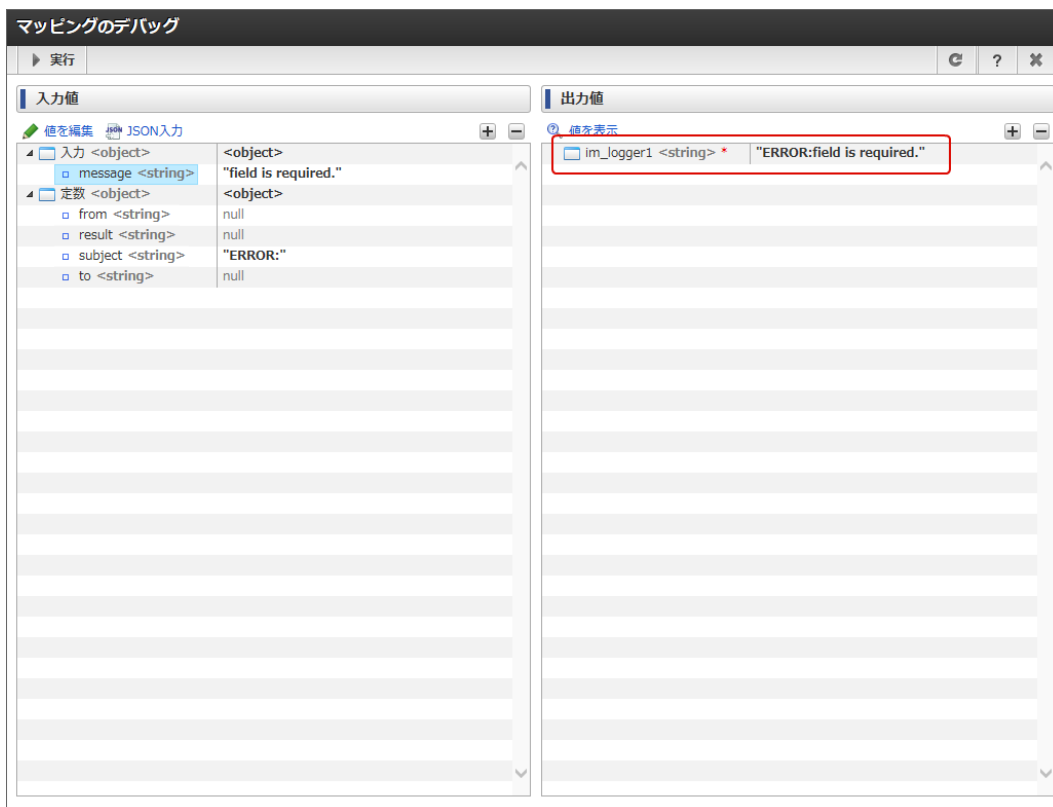 マッピングのデバッグ
実行
?
入力値
出力値
値を編集 JSON JSON入力
値を表示
入力 <object> <object>
im_logger1 <string> * "ERROR:field is required."
message <string> "field is required."
定数 <object> <object>
from <string> null
result <string> null
subject <string> "ERROR:"
to <string> null